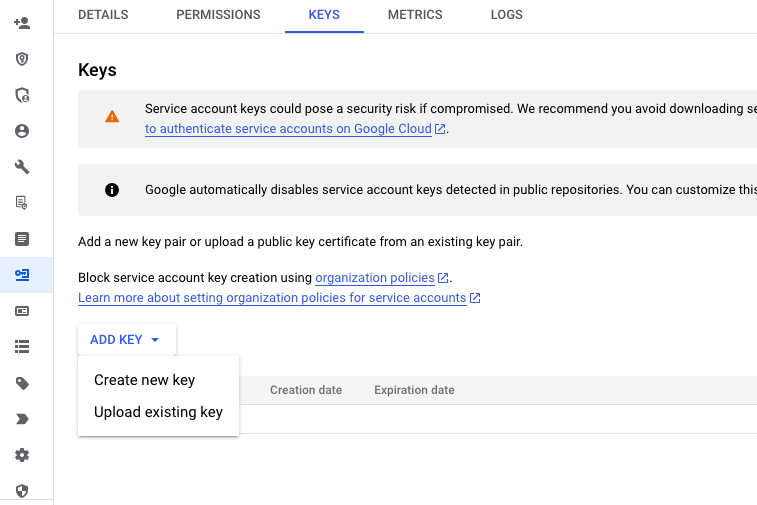 DETAILS PERMISSIONS KEYS METRICS LOGS
Keys
Service account keys could pose a security risk if compromised. We recommend you avoid downloading
to authenticate service accounts on Google Cloud.
Google automatically disables service account keys detected in public repositories. You can customize this
Add a new key pair or upload a public key certificate from an existing key pair.
Block service account key creation using organization policies.
Learn more about setting organization policies for service accounts
ADD KEY
Create new key
Creation date Expiration date
Upload existing key